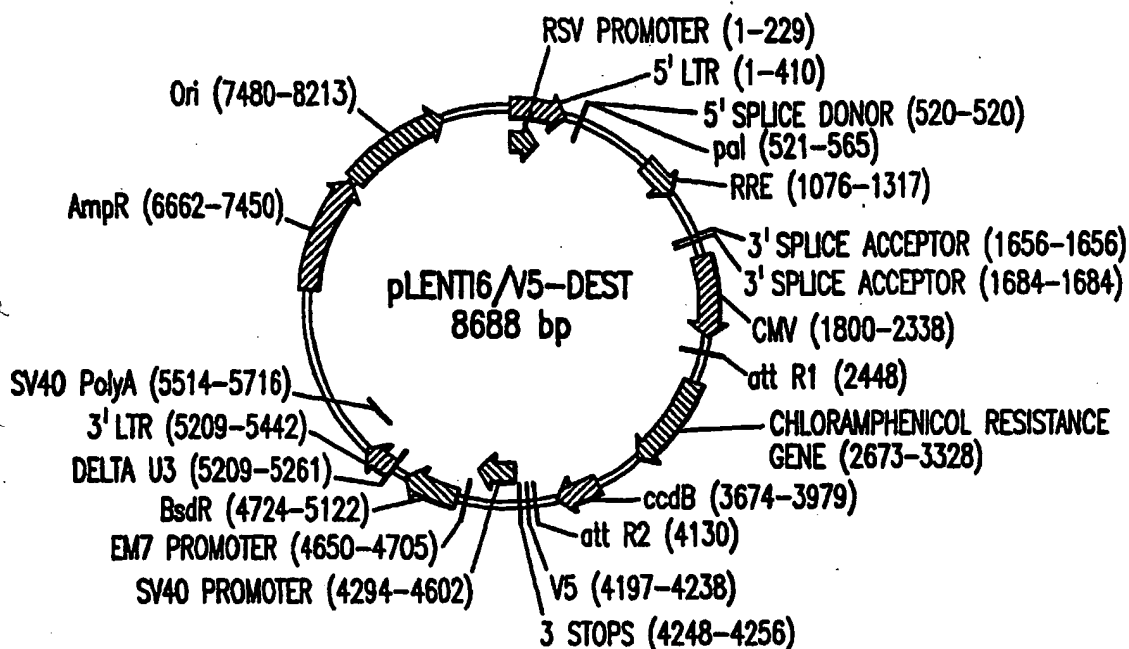 RSV PROMOTER (1-229)
5' LTR (1-410)
5' SPLICE DONOR (520-520)
pal (521-565)
RRE (1076-1317)
3' SPLICE ACCEPTOR (1656-1656)
3' SPLICE ACCEPTOR (1684-1684)
CMV (1800-2338)
att R1 (2448)
CHLORAMPHENICOL RESISTANCE
GENE (2673-3328)
ccdB (3674-3979)
att R2 (4130)
V5 (4197-4238)
3 STOPS (4248-4256)
SV40 PROMOTER (4294-4602)
EM7 PROMOTER (4650-4705)
BsdR (4724-5122)
DELTA U3 (5209-5261)
3' LTR (5209-5442)
SV40 PolyA (5514-5716)
AmpR (6662-7450)
Ori (7480-8213)
pLENTI6/V5-DEST
8688 bp